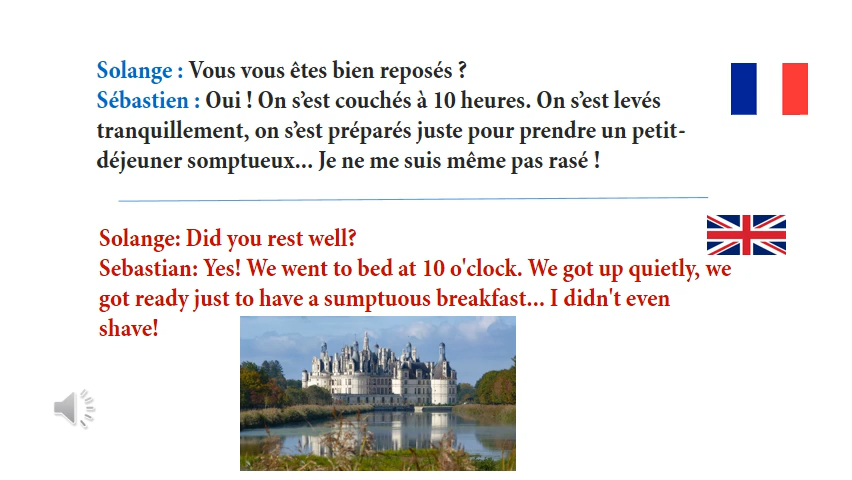 Solange : Vous vous êtes bien reposés ?
Sébastien : Oui ! On s’est couchés à 10 heures. On s’est levés
tranquillement, on s’est préparés juste pour prendre un petit-
déjeuner somptueux… Je ne me suis même pas rasé !
Solange: Did you rest well?
Sebastian: Yes! We went to bed at 10 o'clock. We got up quietly, we
got ready just to have a sumptuous breakfast... I didn't even
shave!